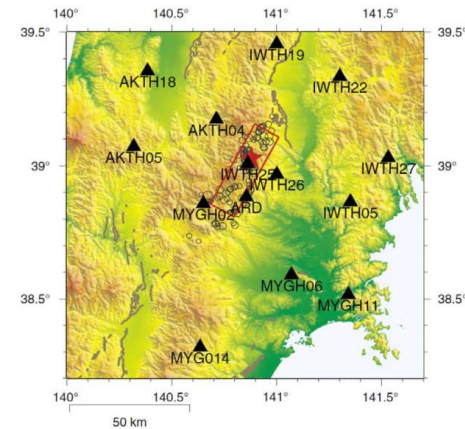 140° 140.5° 141° 141.5°
39.5° 39.5°
IWTH19
AKTH18
IWTH22
AKTH04
AKTH05
39° 39°
IWTH25
IWTH27
IWTH26
ARD
MYGH02
IWTH05
MYGH06
38.5° 38.5°
MYGH11
MYG014
140° 140.5° 141° 141.5°
50 km